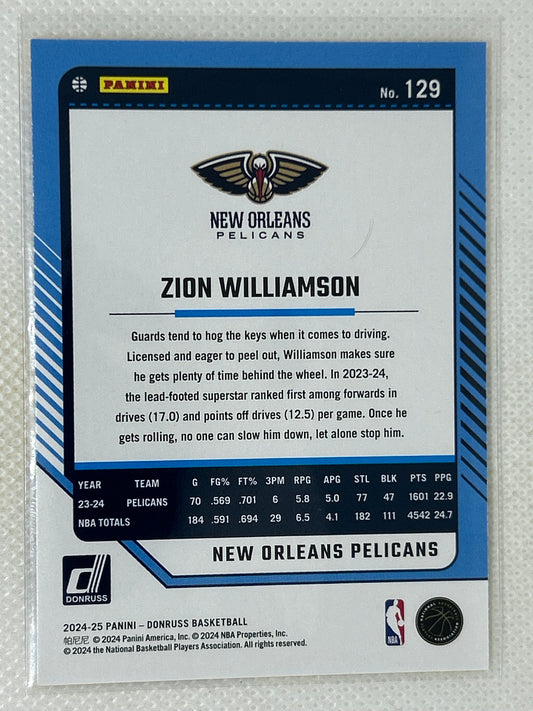 PANINI
No. 129
NEW ORLEANS
PELICANS
ZION WILLIAMSON
Guards tend to hog the keys when it comes to driving.
Licensed and eager to peel out, Williamson makes sure
he gets plenty of time behind the wheel. In 2023-24,
the lead-footed superstar ranked first among forwards in
drives (17.0) and points off drives (12.5) per game. Once he
gets rolling, no one can slow him down, let alone stop him.
YEAR TEAM G FG% FT% 3PM RPG APG STL BLK PTS PPG
23-24 PELICANS 70 .569 .701 6 5.8 5.0 77 47 1601 22.9
NBA TOTALS 184 .591 .694 29 6.5 4.1 182 111 4542 24.7
NEW ORLEANS PELICANS
DONRUSS
2024-25 PANINI – DONRUSS BASKETBALL
帕尼尼 © 2024 Panini America, Inc. © 2024 NBA Properties, Inc.
© 2024 the National Basketball Players Association. All rights reserved.
NBA